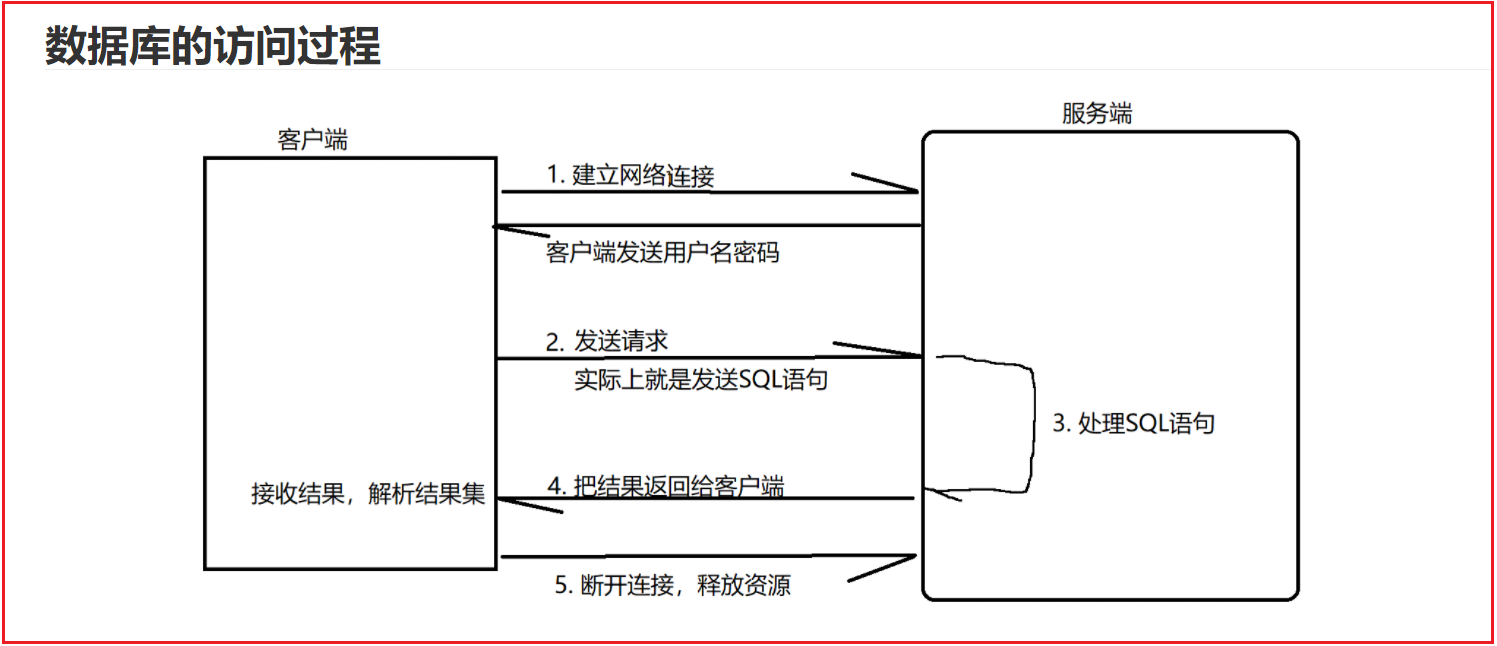 数据库的访问过程
客户端
服务端
1. 建立网络连接
客户端发送用户名密码
2. 发送请求
实际上就是发送SQL语句
3. 处理SQL语句
4. 把结果返回给客户端
接收结果，解析结果集
5. 断开连接，释放资源